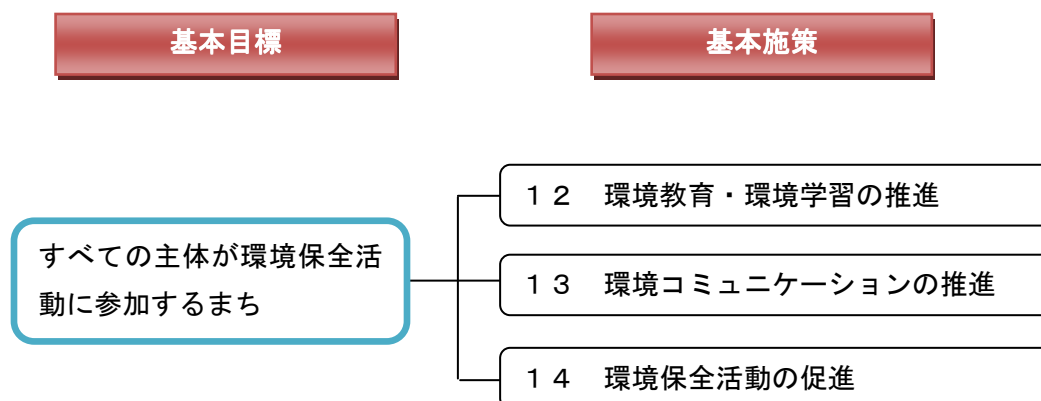 基本目標
基本施策
すべての主体が環境保全活
動に参加するまち
１２　環境教育・環境学習の推進
１３　環境コミュニケーションの推進
１４　環境保全活動の促進